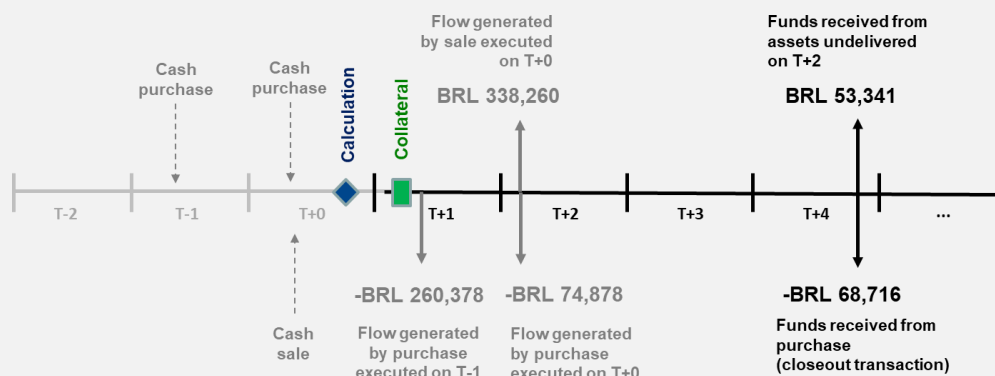 Flow generated
by sale executed
on T+0
BRL 338,260
Funds received from
assets undelivered
on T+2
BRL 53,341
Cash
purchase
Cash
purchase
Calculation
Collateral
T-2
T-1
T+0
T+1
T+2
T+3
T+4
...
-BRL 260,378
-BRL 74,878
-BRL 68,716
Cash
sale
Flow generated
by purchase
executed on T-1
Flow generated
by purchase
executed on T+0
Funds received from
purchase
(closeout transaction)